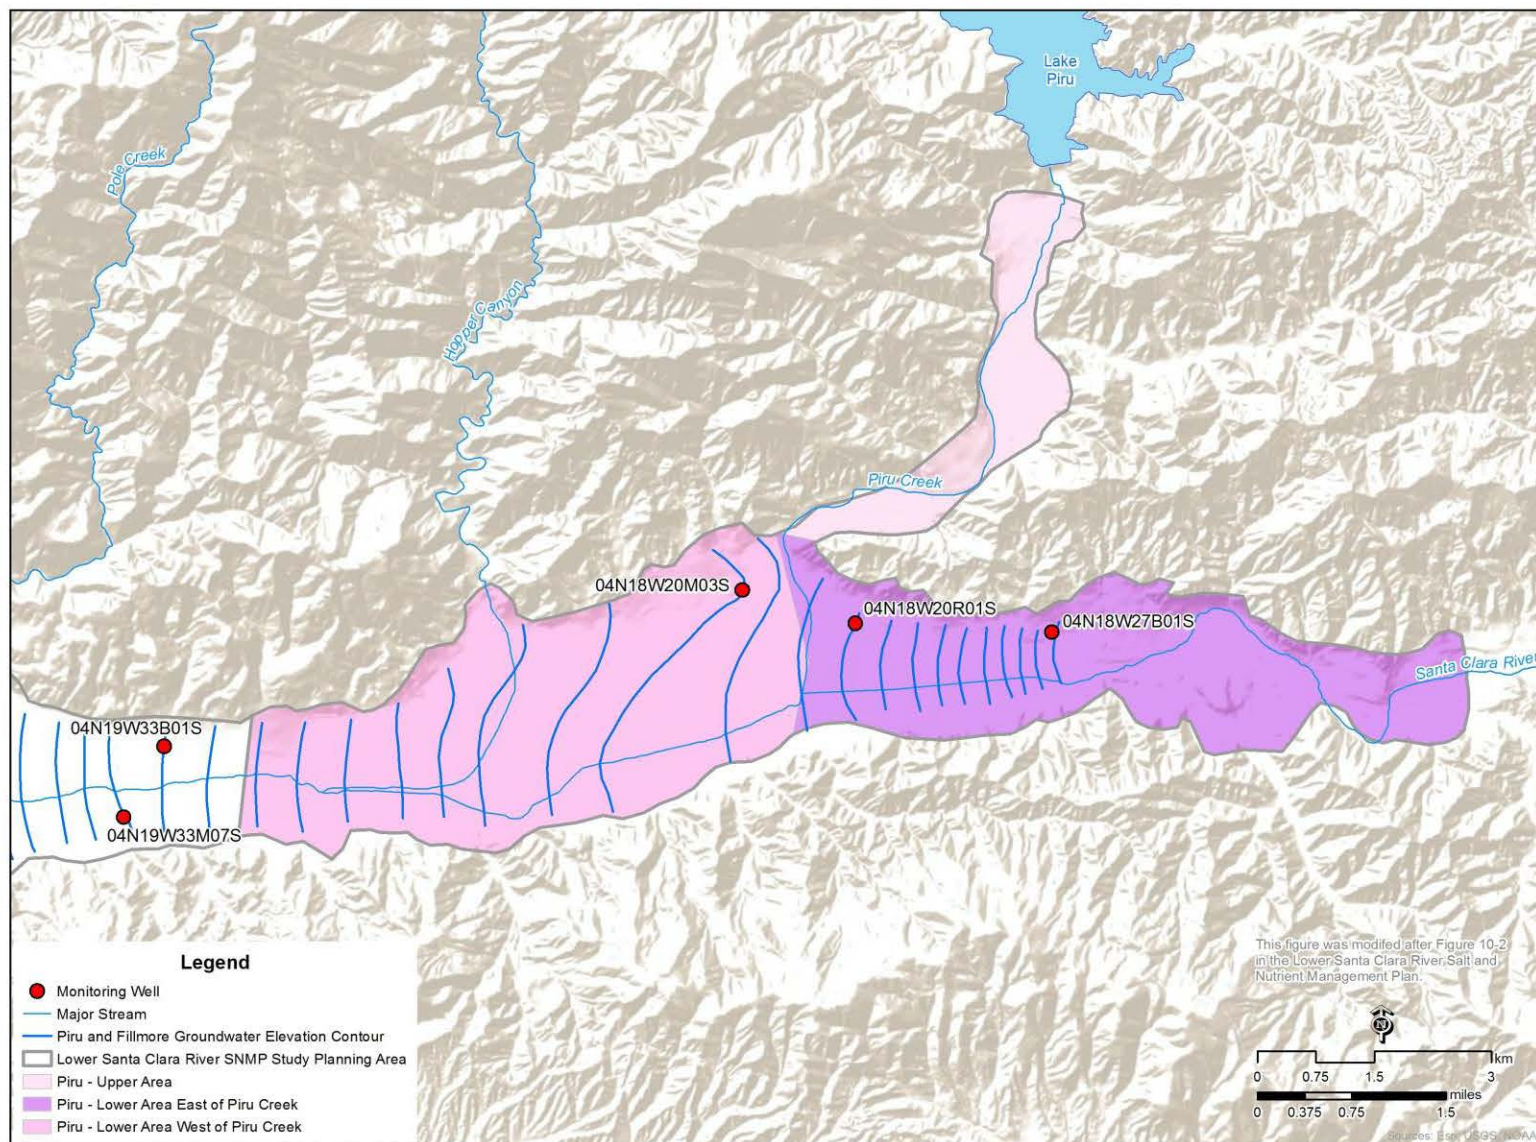 Lake
Piru
Pole Creek
Hopper Canyon
Piru Creek
04N18W20M03S
04N18W20R01S
04N18W27B01S
Santa Clara River
04N19W33B01S
04N19W33M07S
Legend
Monitoring Well
Major Stream
Piru and Fillmore Groundwater Elevation Contour
Lower Santa Clara River SNMP Study Planning Area
Piru - Upper Area
Piru - Lower Area East of Piru Creek
Piru - Lower Area West of Piru Creek
This figure was modifed after Figure 10-2
in the Lower Santa Clara River Salt and
Nutrient Management Plan.
N
km
0 0.75 1.5 3
miles
0 0.375 0.75 1.5
Sources: Esri, USGS, NOAA